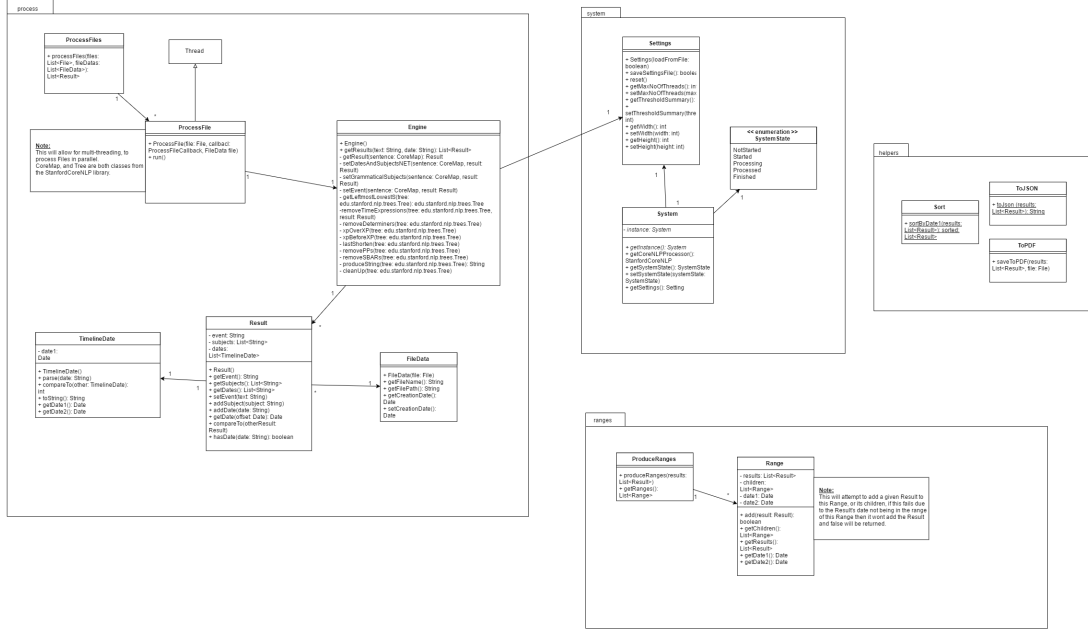 process
ProcessFiles
+ processFiles(files:
List<File>, fileDatas:
List<FileData>):
List<Result>
Thread
1
*
ProcessFile
+ ProcessFile(file: File, callback:
ProcessFileCallback, FileData file)
+ run()
Note:
This will allow for multi-threading, to
process Files in parallel.
CoreMap, and Tree are both classes from
the StanfordCoreNLP library.
1
1
Engine
+ Engine()
+ getResults(text: String, date: String): List<Result>
- getResult(sentence: CoreMap): Result
- setDatesAndSubjectsNET(sentence: CoreMap, result:
Result)
- setGrammaticalSubjects(sentence: CoreMap, result:
Result)
- setEvent(sentence: CoreMap, result: Result)
- getLeftmostLowestS(tree:
edu.stanford.nlp.trees.Tree): edu.stanford.nlp.trees.Tree
-removeTimeExpressions(tree: edu.stanford.nlp.trees.Tree,
result: Result)
- removeDeterminers(tree: edu.stanford.nlp.trees.Tree)
- xpOverXP(tree: edu.stanford.nlp.trees.Tree)
- xpBeforeXP(tree: edu.stanford.nlp.trees.Tree)
- lastShorten(tree: edu.stanford.nlp.trees.Tree)
- removePPs(tree: edu.stanford.nlp.trees.Tree)
- removeSBARs(tree: edu.stanford.nlp.trees.Tree)
- produceString(tree: edu.stanford.nlp.trees.Tree): String
- cleanUp(tree: edu.stanford.nlp.trees.Tree)
1
1
*
Result
- event: String
- subjects: List<String>
- dates:
List<TimelineDate>
+ Result()
+ getEvent(): String
+ getSubjects(): List<String>
+ getDates(): List<String>
+ setEvent(text: String)
+ addSubject(subject: String)
+ addDate(date: String)
+ getDate(offset: Date): Date
+ compareTo(otherResult:
Result)
+ hasDate(date: String): boolean
TimelineDate
- date1:
Date
+ TimelineDate()
+ parse(date: String)
+ compareTo(other: TimelineDate):
int
+ toString(): String
+ getDate1(): Date
+ getDate2(): Date
1
1
*
1
FileData
+ FileData(file: File)
+ getFileName(): String
+ getFilePath(): String
+ getCreationDate():
Date
+ setCreationDate():
Date
system
Settings
+ Settings(loadFromFile:
boolean)
+ saveSettingsFile(): boolea
+ reset()
+ getMaxNoOfThreads(): in
+ setMaxNoOfThreads(max
+ getThresholdSummary():
+
setThresholdSummary(thre
int)
+ getWidth(): int
+ setWidth(width: int)
+ getHeight(): int
+ setHeight(height: int)
<< enumeration >>
SystemState
NotStarted
Started
Processing
Processed
Finished
1
1
1
System
- instance: System
+ getInstance(): System
+ getCoreNLPProcessor():
StanfordCoreNLP
+ getSystemState(): SystemState
+ setSystemState(systemState:
SystemState)
+ getSettings(): Setting
helpers
Sort
+ sortByDate1(results:
List<Result>): sorted:
List<Result>
ToJSON
+ toJson (results:
List<Result>): String
ToPDF
+ saveToPDF(results:
List<Result>, file: File)
ranges
ProduceRanges
+ produceRanges(results:
List<Result>)
+ getRanges():
List<Range>
1
*
Range
- results: List<Result>
- children:
List<Range>
- date1: Date
- date2: Date
+ add(result: Result):
boolean
+ getChildren():
List<Range>
+ getResults():
List<Result>
+ getDate1(): Date
+ getDate2(): Date
Note:
This will attempt to add a given Result to
this Range, or its children, if this fails due
to the Result's date not being in the range
of this Range then it wont add the Result
and false will be returned.